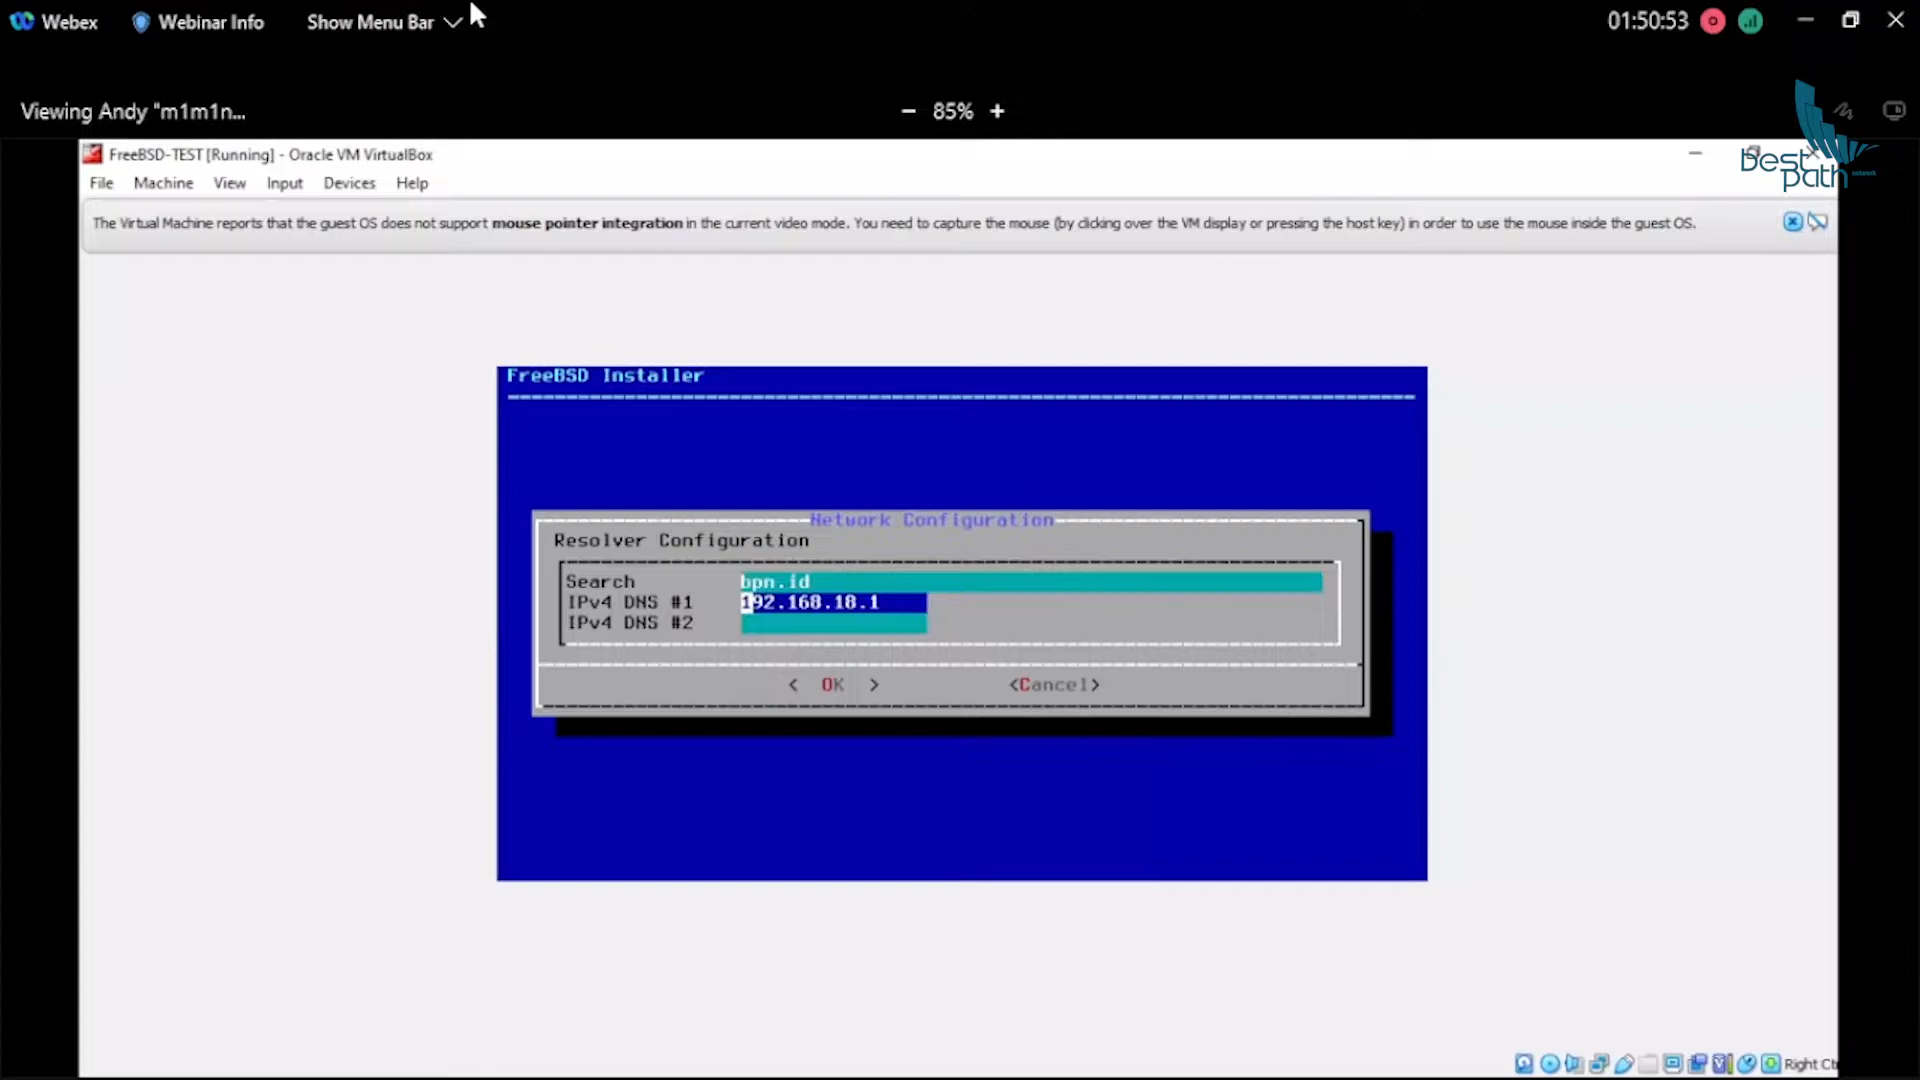 Webex Webinar Info Show Menu Bar 01:50:53
Viewing Andy "m1m1n... − 85% +
best path network
FreeBSD-TEST [Running] - Oracle VM VirtualBox
File Machine View Input Devices Help
The Virtual Machine reports that the guest OS does not support mouse pointer integration in the current video mode. You need to capture the mouse (by clicking over the VM display or pressing the host key) in order to use the mouse inside the guest OS.
FreeBSD Installer
Network Configuration
Resolver Configuration
Search bpn.id
IPv4 DNS #1 192.168.18.1
IPv4 DNS #2
< OK > <Cancel>
Right Ct